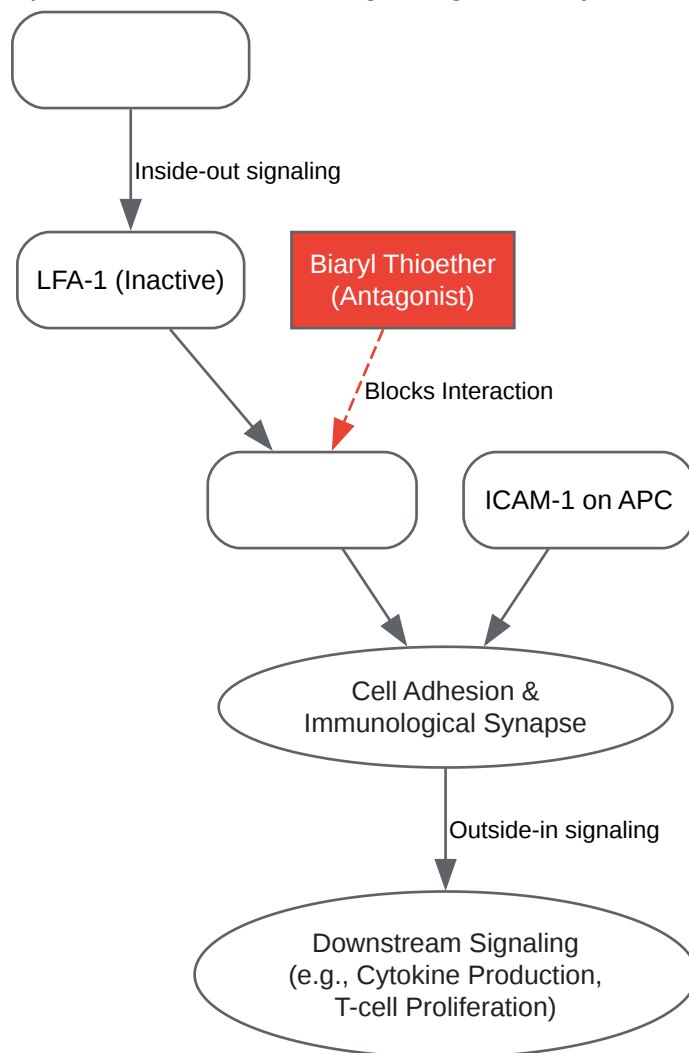 Inside-out signaling
LFA-1 (Inactive)
Biaryl Thioether
(Antagonist)
Blocks Interaction
ICAM-1 on APC
Cell Adhesion &
Immunological Synapse
Outside-in signaling
Downstream Signaling
(e.g., Cytokine Production,
T-cell Proliferation)